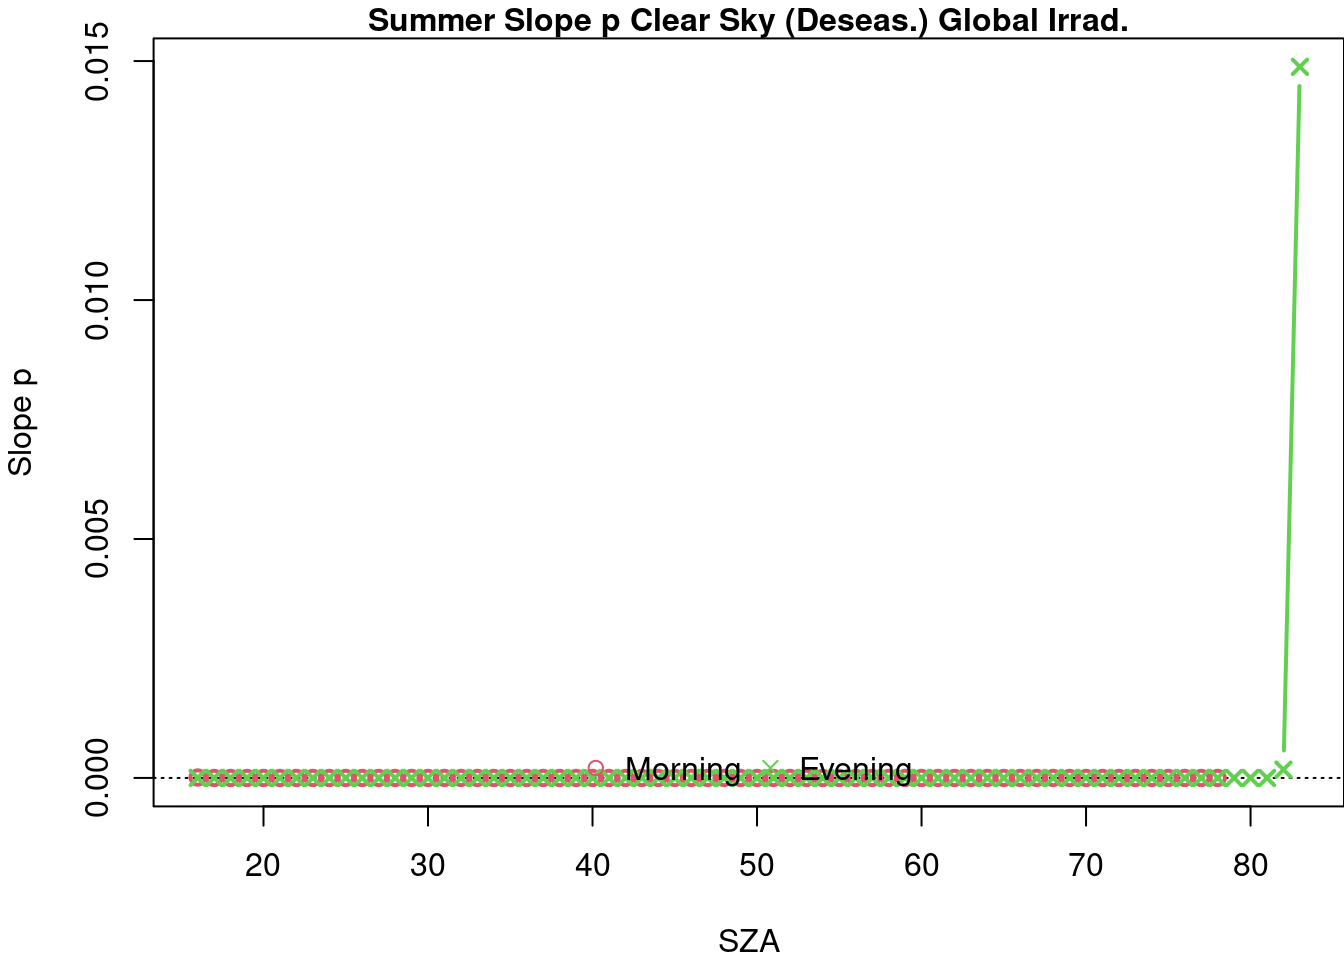 Summer Slope p Clear Sky (Deseas.) Global Irrad.
0.015
0.010
0.005
0.000
Slope p
Morning Evening
20 30 40 50 60 70 80
SZA